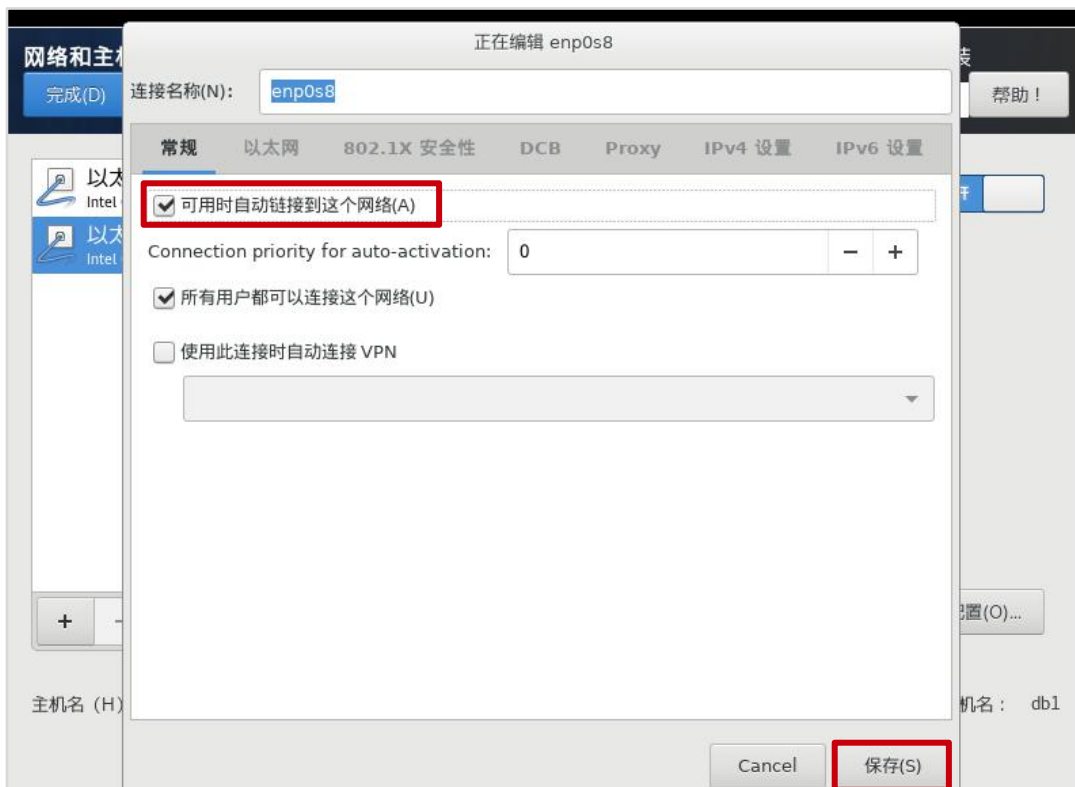 正在编辑 enp0s8
网络和主
完成(D)
帮助！
连接名称(N)：
enp0s8
常规
以太网
802.1X 安全性
DCB
Proxy
IPv4 设置
IPv6 设置
以太
Intel
可用时自动链接到这个网络(A)
以太
Intel
Connection priority for auto-activation:
0
− +
所有用户都可以连接这个网络(U)
使用此连接时自动连接 VPN
+
置(O)...
主机名 (H)
机名：
db1
Cancel
保存(S)